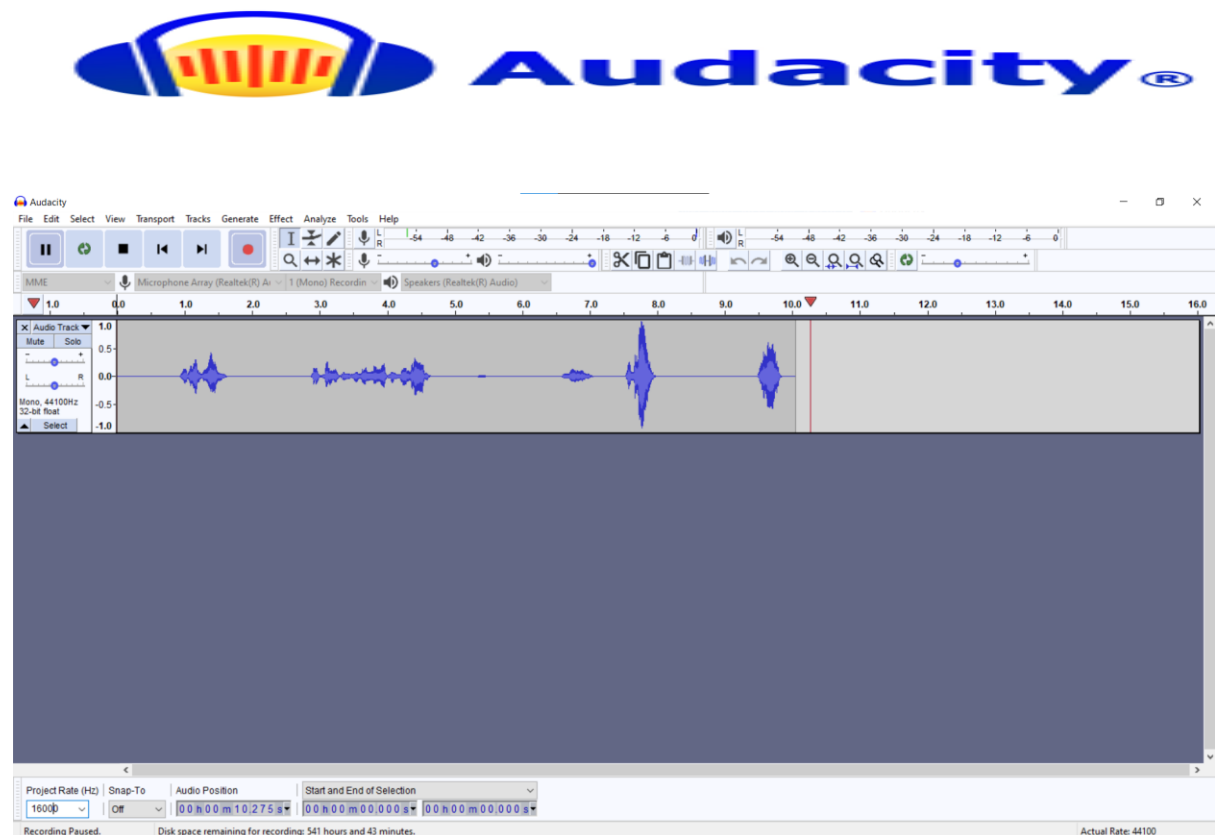 Audacity®
Audacity
File Edit Select View Transport Tracks Generate Effect Analyze Tools Help
L R -54 -48 -42 -36 -30 -24 -18 -12 -6 0 L R -54 -48 -42 -36 -30 -24 -18 -12 -6 0
- + - + - +
MME Microphone Array (Realtek(R) Au 1 (Mono) Recordin Speakers (Realtek(R) Audio)
1.0 0.0 1.0 2.0 3.0 4.0 5.0 6.0 7.0 8.0 9.0 10.0 11.0 12.0 13.0 14.0 15.0 16.0
× Audio Track 1.0
Mute Solo
- + 0.5
L R 0.0
Mono, 44100Hz
32-bit float -0.5
Select -1.0
Project Rate (Hz) Snap-To Audio Position Start and End of Selection
16000 Off 00 h 00 m 10.275 s 00 h 00 m 00.000 s 00 h 00 m 00.000 s
Recording Paused. Disk space remaining for recording: 541 hours and 43 minutes. Actual Rate: 44100